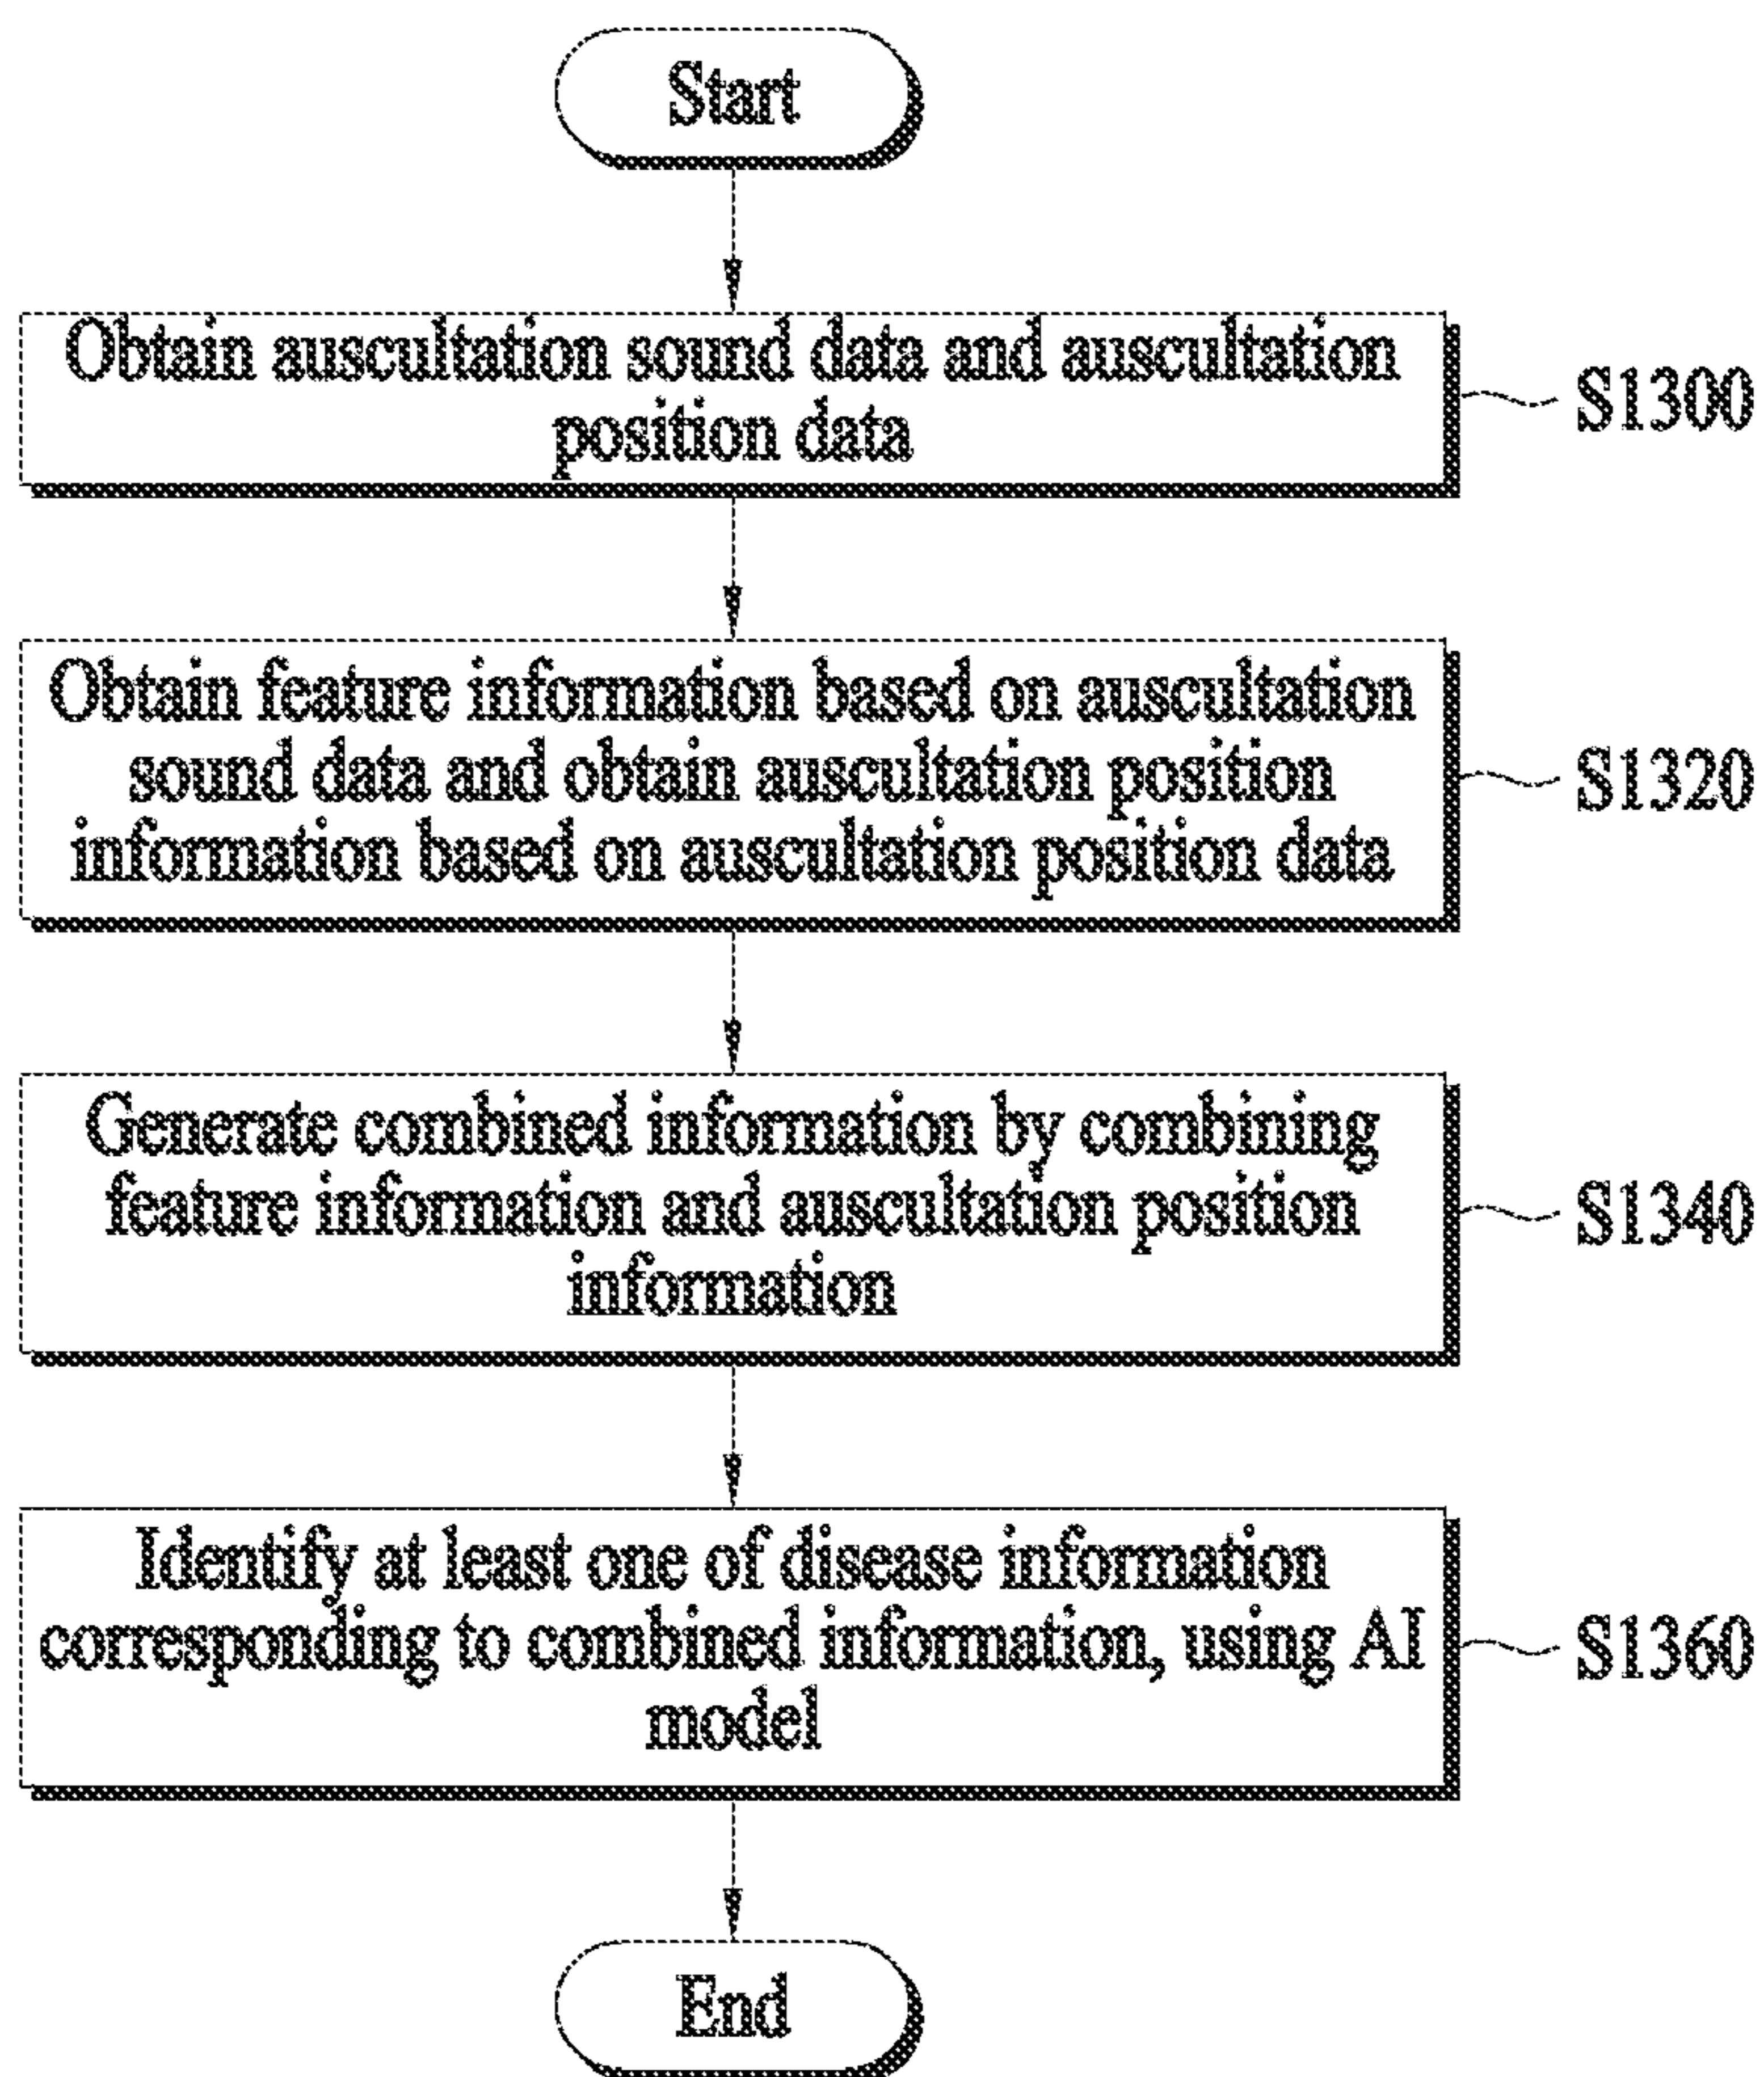 Start
Obtain auscultation sound data and auscultation
position data
S1300
Obtain feature information based on auscultation
sound data and obtain auscultation position
information based on auscultation position data
S1320
Generate combined information by combining
feature information and auscultation position
information
S1340
Identify at least one of disease information
corresponding to combined information, using AI
model
S1360
End